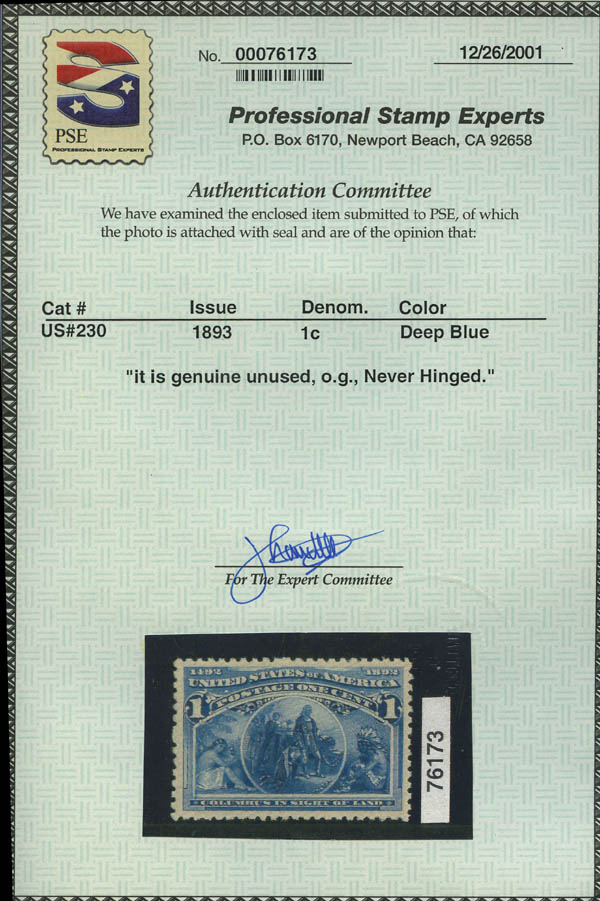 PSE
PROFESSIONAL STAMP EXPERTS
No. 00076173
12/26/2001
Professional Stamp Experts
P.O. Box 6170, Newport Beach, CA 92658
Authentication Committee
We have examined the enclosed item submitted to PSE, of which
the photo is attached with seal and are of the opinion that:
Cat # Issue Denom. Color
US#230 1893 1c Deep Blue
"it is genuine unused, o.g., Never Hinged."
For The Expert Committee
1492 1892
UNITED STATES OF AMERICA
1 POSTAGE ONE CENT 1
COLUMBUS IN SIGHT OF LAND
76173